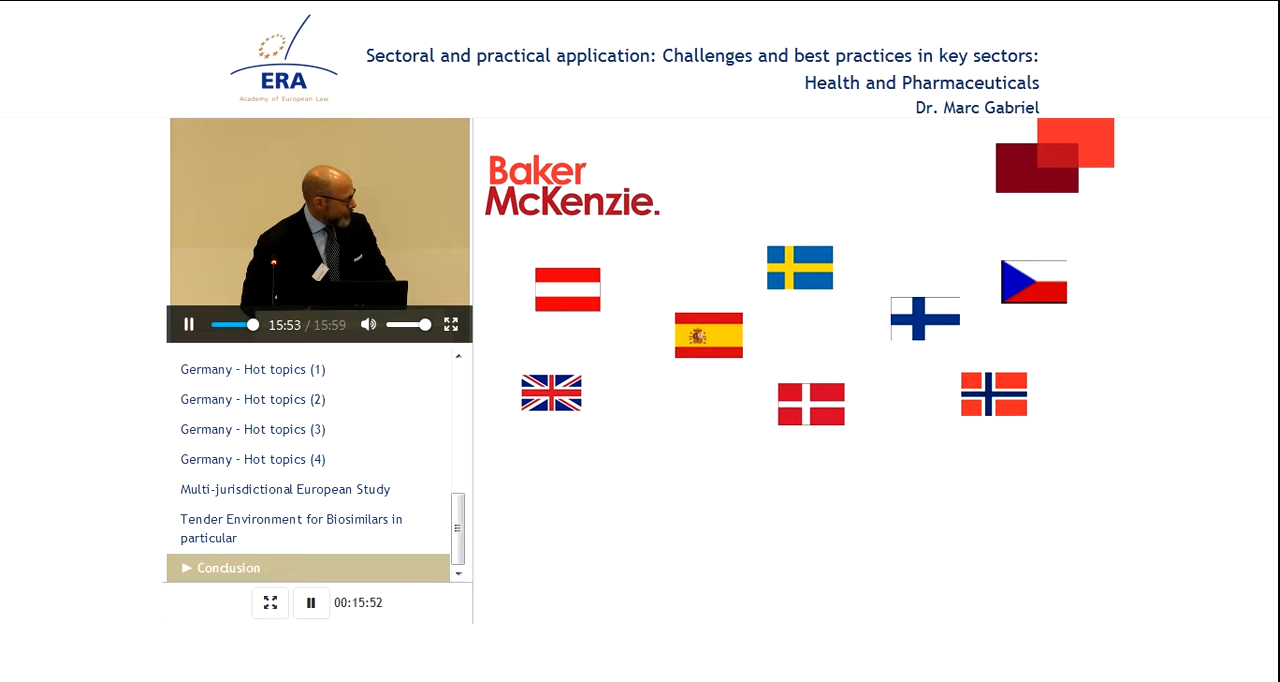 Sectoral and practical application: Challenges and best practices in key sectors:
Health and Pharmaceuticals
Dr. Marc Gabriel
ERA
Academy of European Law
Baker
McKenzie.
15:53 / 15:59
Germany - Hot topics (1)
Germany - Hot topics (2)
Germany - Hot topics (3)
Germany - Hot topics (4)
Multi-jurisdictional European Study
Tender Environment for Biosimilars in
particular
► Conclusion
00:15:52